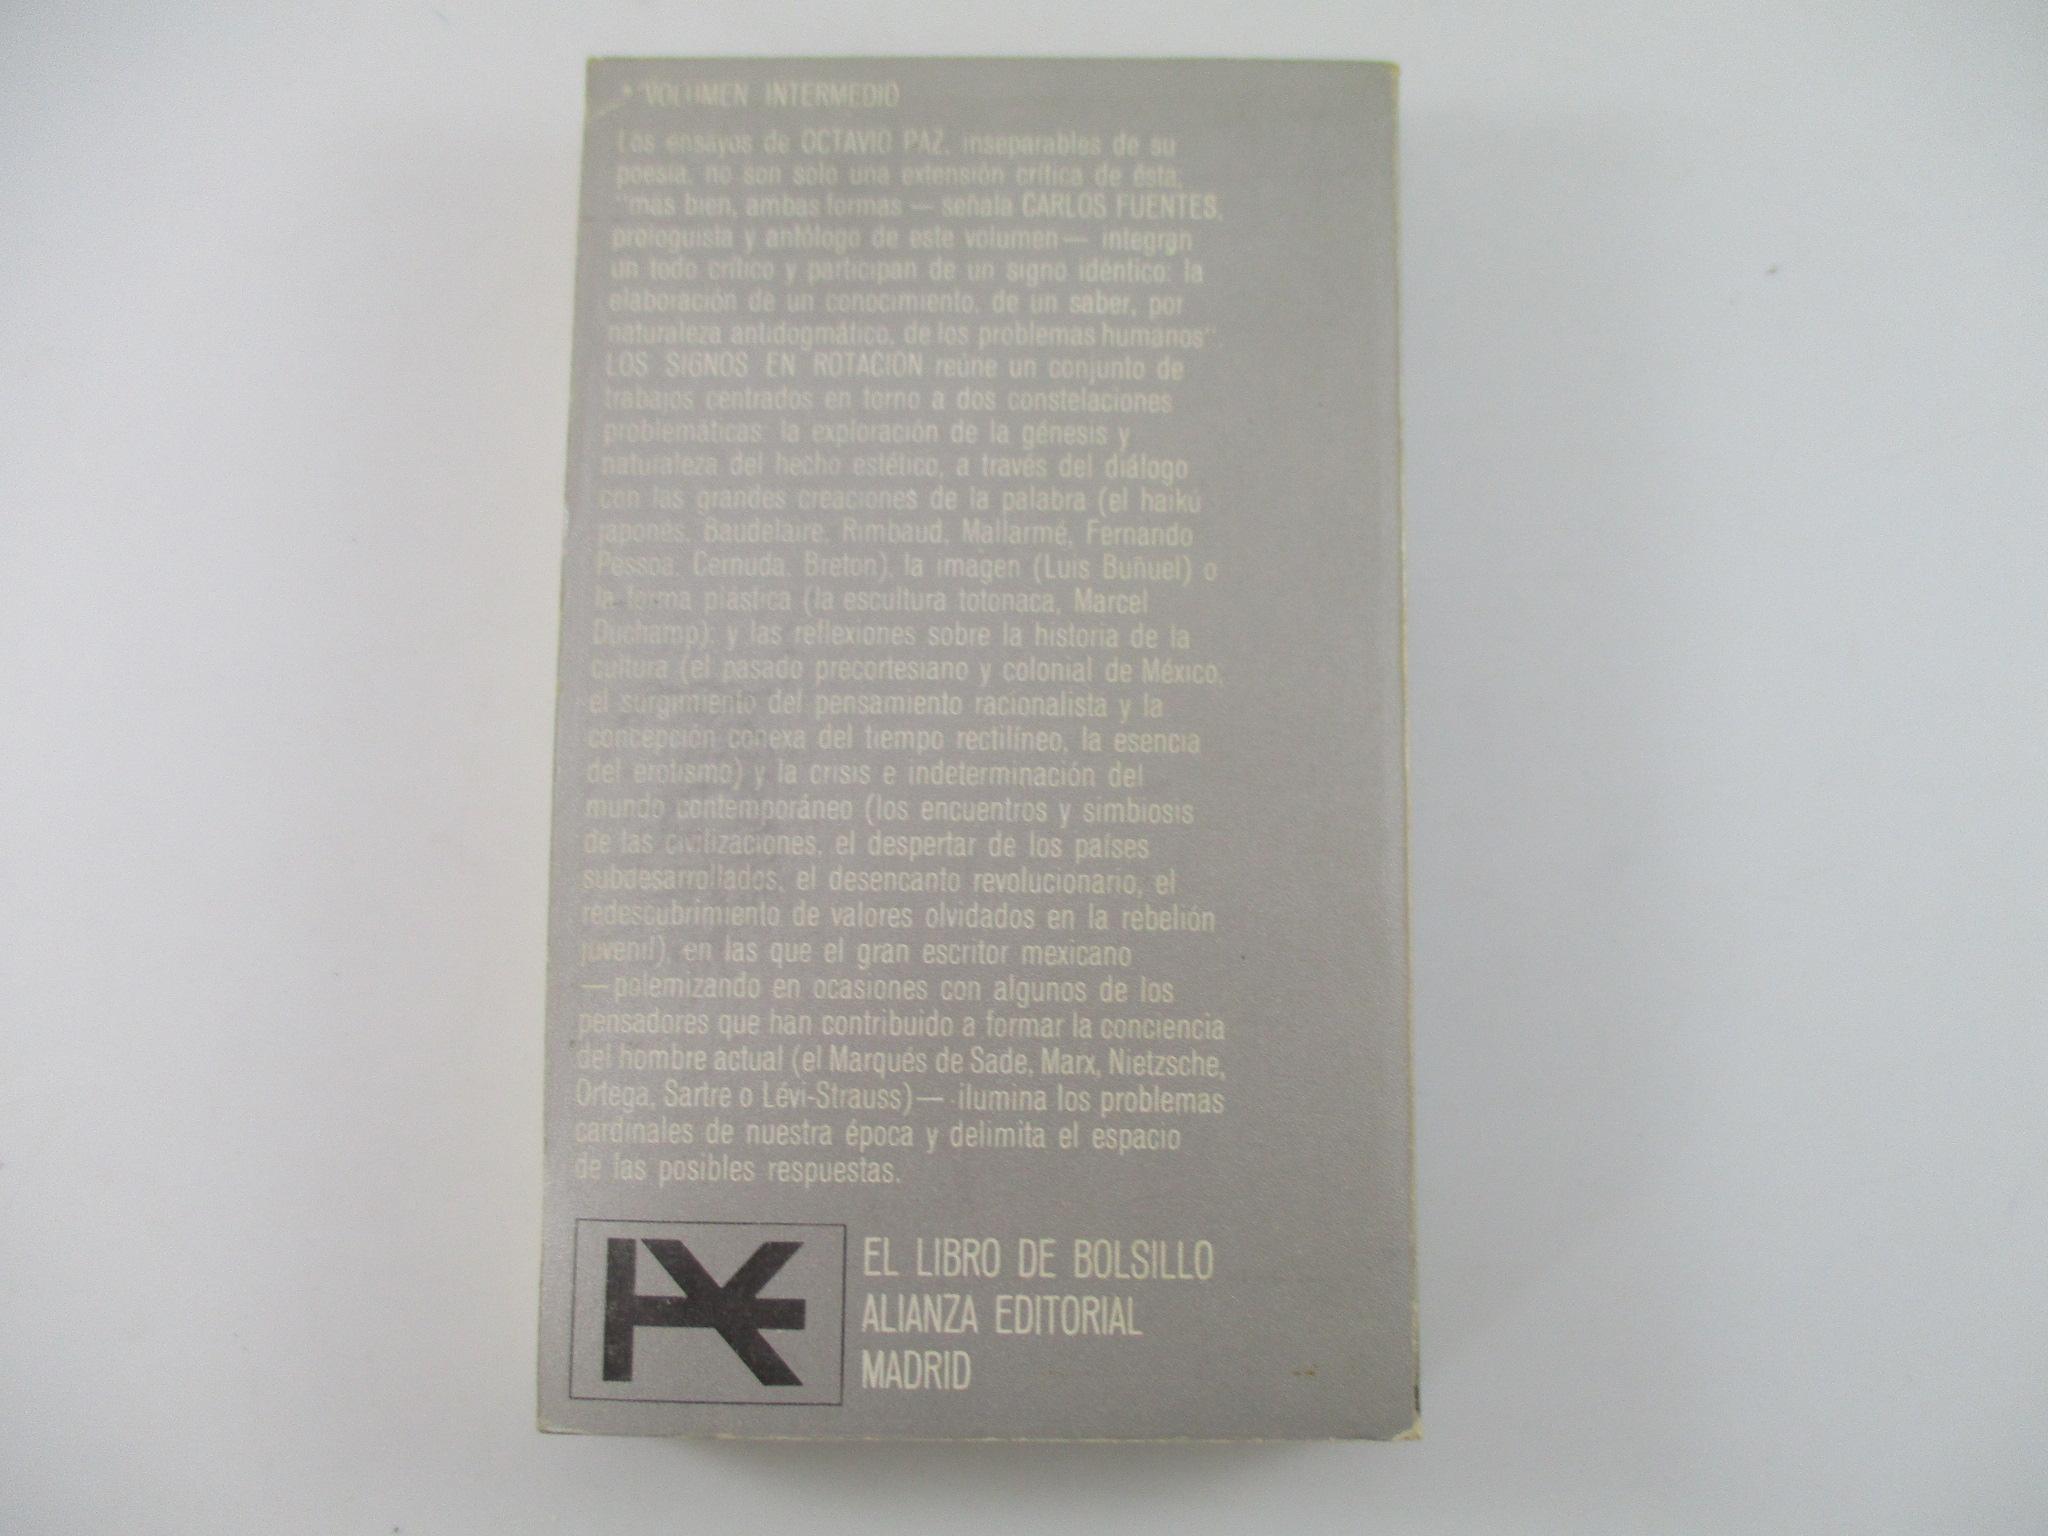 * VOLUMEN INTERMEDIO
Los ensayos de OCTAVIO PAZ, inseparables de su
poesía, no son solo una extensión crítica de ésta,
"mas bien, ambas formas — señala CARLOS FUENTES,
prologuista y antólogo de este volumen— integran
un todo crítico y participan de un signo idéntico: la
elaboración de un conocimiento, de un saber, por
naturaleza antidogmático, de los problemas humanos".
LOS SIGNOS EN ROTACION reúne un conjunto de
trabajos centrados en torno a dos constelaciones
problemáticas: la exploración de la génesis y
naturaleza del hecho estético, a través del diálogo
con las grandes creaciones de la palabra (el haikú
japonés, Baudelaire, Rimbaud, Mallarmé, Fernando
Pessoa, Cernuda, Breton), la imagen (Luis Buñuel) o
la forma plástica (la escultura totonaca, Marcel
Duchamp); y las reflexiones sobre la historia de la
cultura (el pasado precortesiano y colonial de México,
el surgimiento del pensamiento racionalista y la
concepción conexa del tiempo rectilíneo, la esencia
del erotismo) y la crisis e indeterminación del
mundo contemporáneo (los encuentros y simbiosis
de las civilizaciones, el despertar de los países
subdesarrollados, el desencanto revolucionario, el
redescubrimiento de valores olvidados en la rebelión
juvenil), en las que el gran escritor mexicano
—polemizando en ocasiones con algunos de los
pensadores que han contribuido a formar la conciencia
del hombre actual (el Marqués de Sade, Marx, Nietzsche,
Ortega, Sartre o Lévi-Strauss)— ilumina los problemas
cardinales de nuestra época y delimita el espacio
de las posibles respuestas.
EL LIBRO DE BOLSILLO
ALIANZA EDITORIAL
MADRID